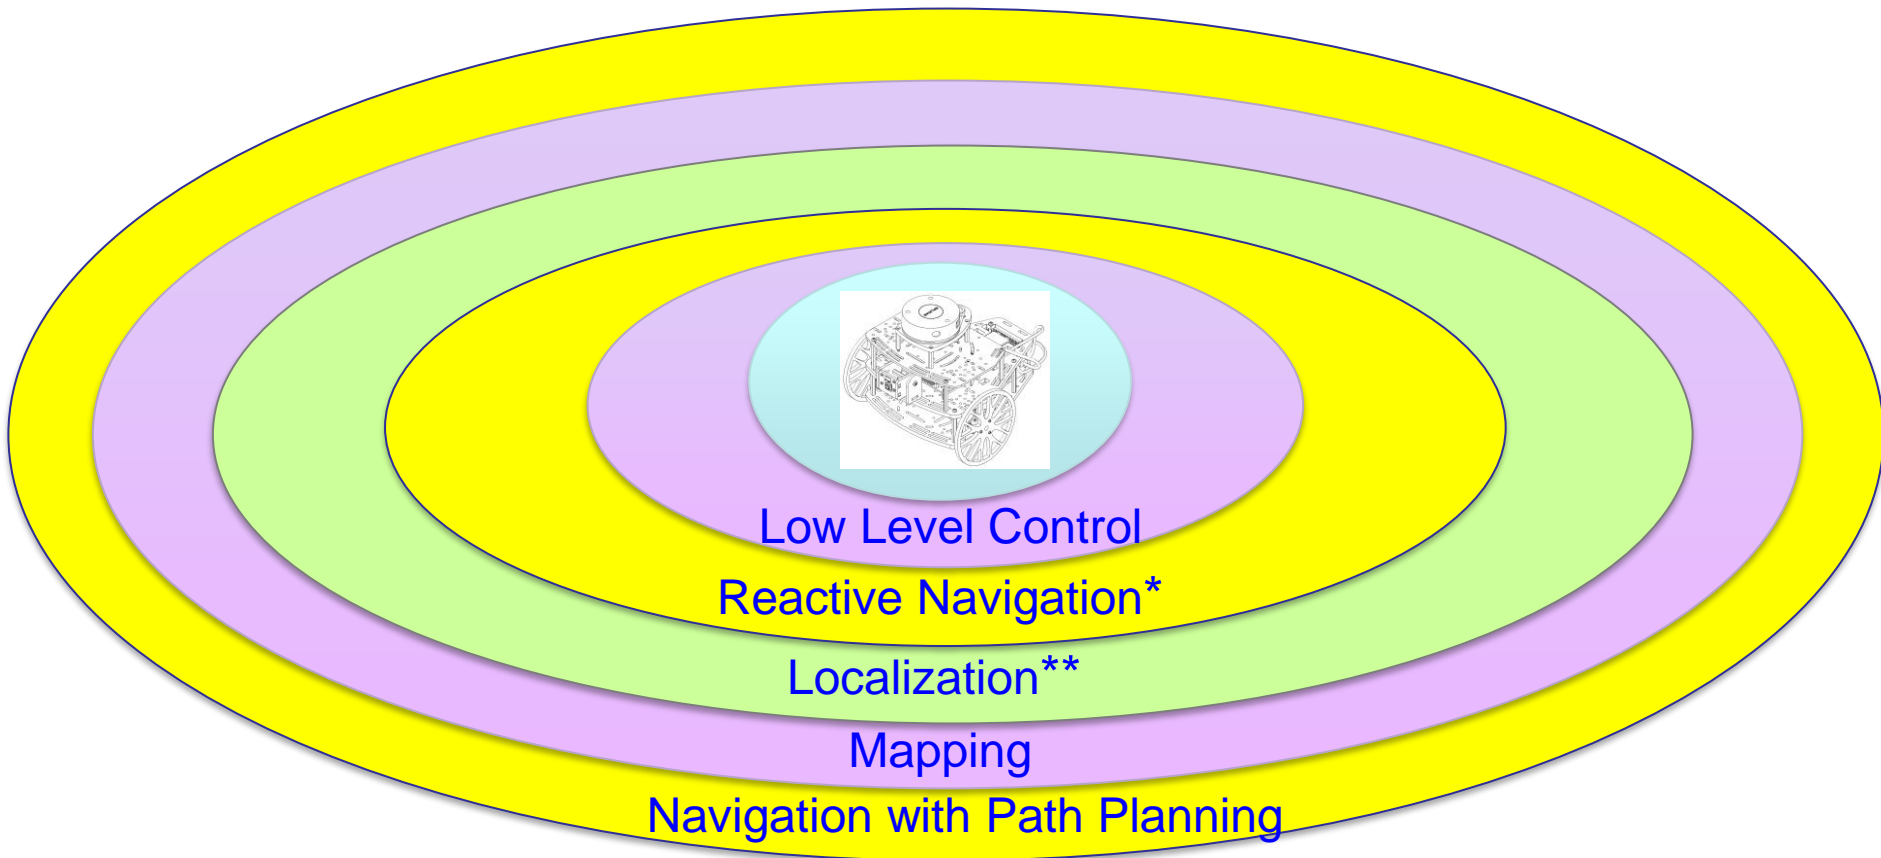 Low Level Control
Reactive Navigation*
Localization**
Mapping
Navigation with Path Planning